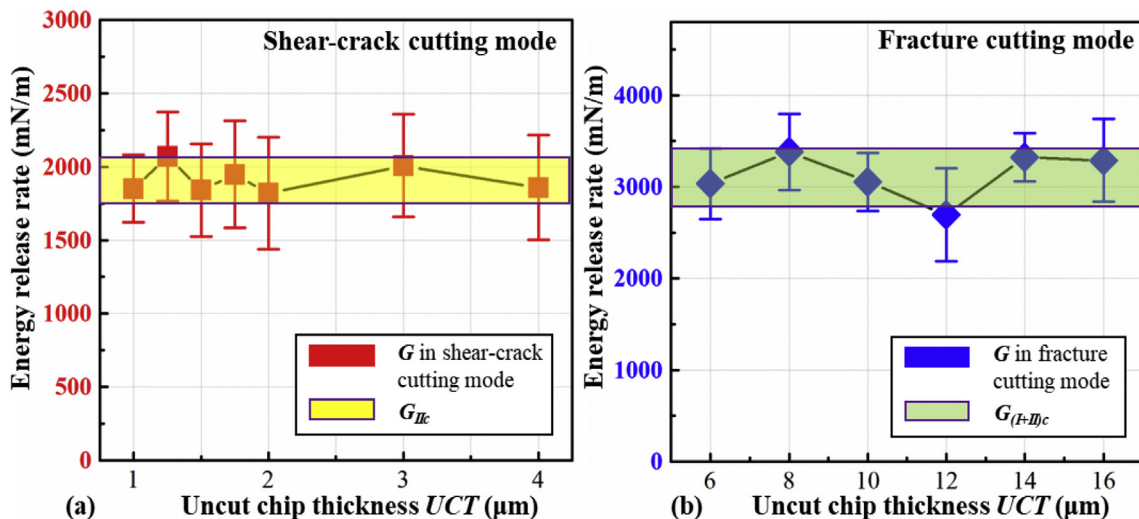 Shear-crack cutting mode
Energy release rate (mN/m)
3000
2500
2000
1500
1000
500
0
G in shear-crack
cutting mode
GIIc
1
2
3
4
(a)
Uncut chip thickness UCT (μm)
Fracture cutting mode
Energy release rate (mN/m)
4000
3000
2000
1000
0
G in fracture
cutting mode
G(I+II)c
6
8
10
12
14
16
(b)
Uncut chip thickness UCT (μm)